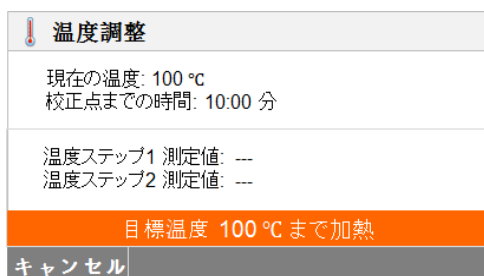 温度調整
現在の温度: 100 ℃
校正点までの時間: 10:00 分
温度ステップ1 測定値: ---
温度ステップ2 測定値: ---
目標温度 100 ℃ まで加熱
キャンセル